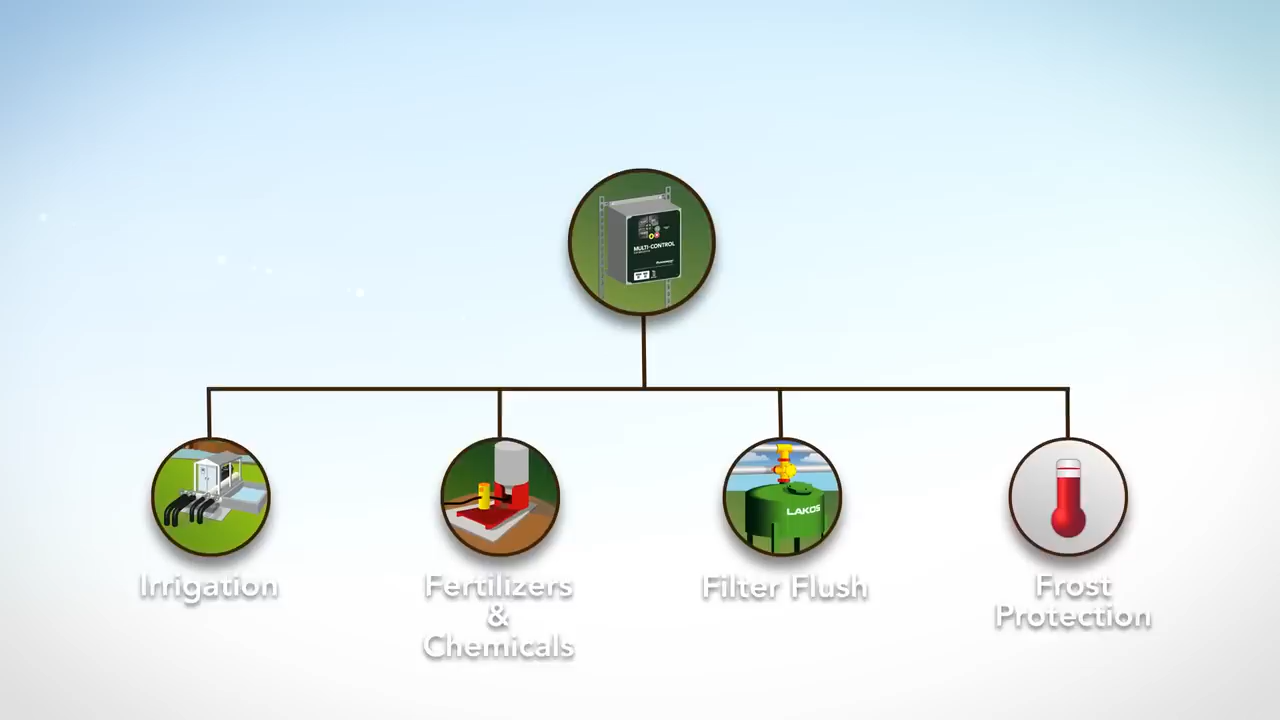 MULTI-CONTROL
LAKOS
Irrigation
Fertilizers
&
Chemicals
Filter Flush
Frost
Protection